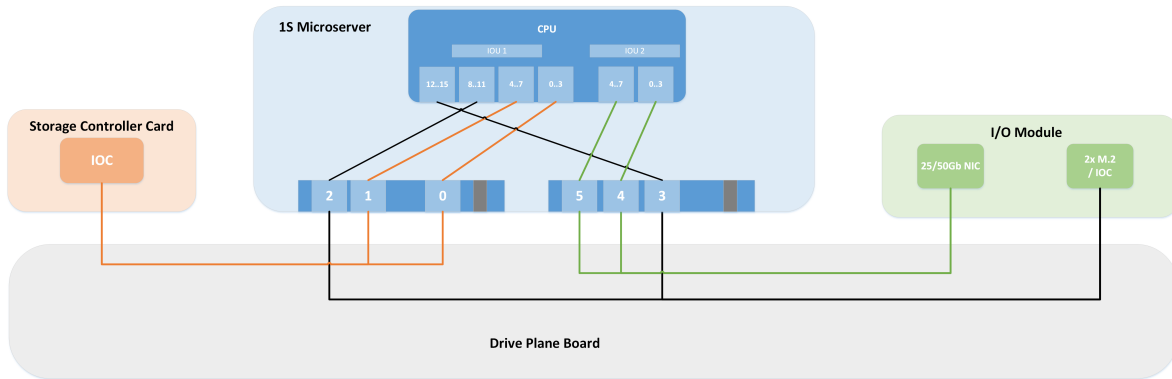 1S Microserver
CPU
IOU 1
IOU 2
12..15
8..11
4..7
0..3
4..7
0..3
Storage Controller Card
IOC
I/O Module
25/50Gb NIC
2x M.2
/ IOC
2
1
0
5
4
3
Drive Plane Board